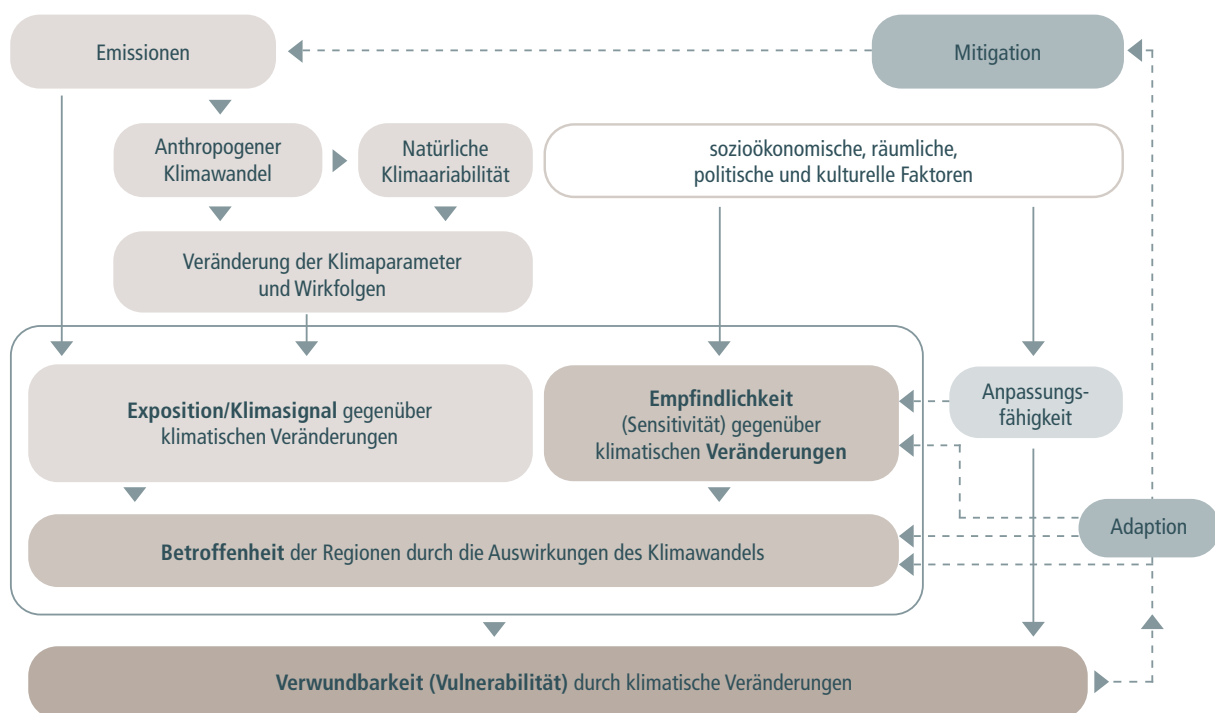 Emissionen
Mitigation
Anthropogener
Klimawandel
Natürliche
Klimaariabilität
sozioökonomische, räumliche,
politische und kulturelle Faktoren
Veränderung der Klimaparameter
und Wirkfolgen
Exposition/Klimasignal gegenüber
klimatischen Veränderungen
Empfindlichkeit
(Sensitivität) gegenüber
klimatischen Veränderungen
Anpassungs-
fähigkeit
Adaption
Betroffenheit der Regionen durch die Auswirkungen des Klimawandels
Verwundbarkeit (Vulnerabilität) durch klimatische Veränderungen